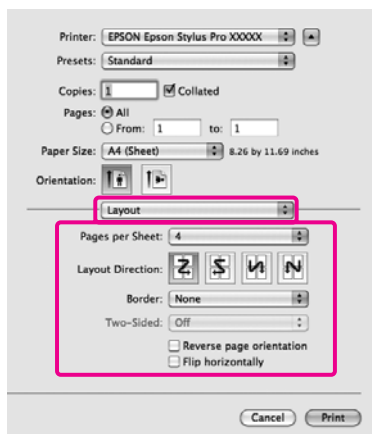 Printer: EPSON Epson Stylus Pro XXXXX
Presets: Standard
Copies: 1 Collated
Pages: All
From: 1 to: 1
Paper Size: A4 (Sheet) 8.26 by 11.69 inches
Orientation:
Layout
Pages per Sheet: 4
Layout Direction:
Border: None
Two-Sided: Off
Reverse page orientation
Flip horizontally
Cancel Print